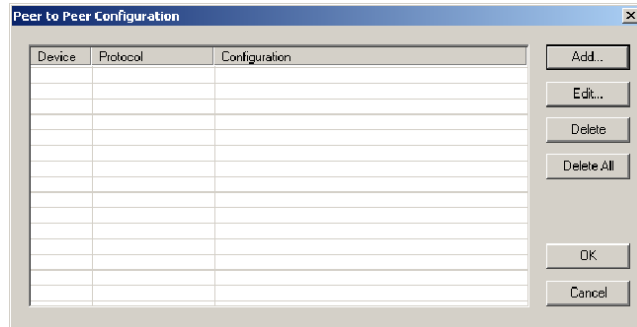 Peer to Peer Configuration
Device Protocol Configuration
Add...
Edit...
Delete
Delete All
OK
Cancel